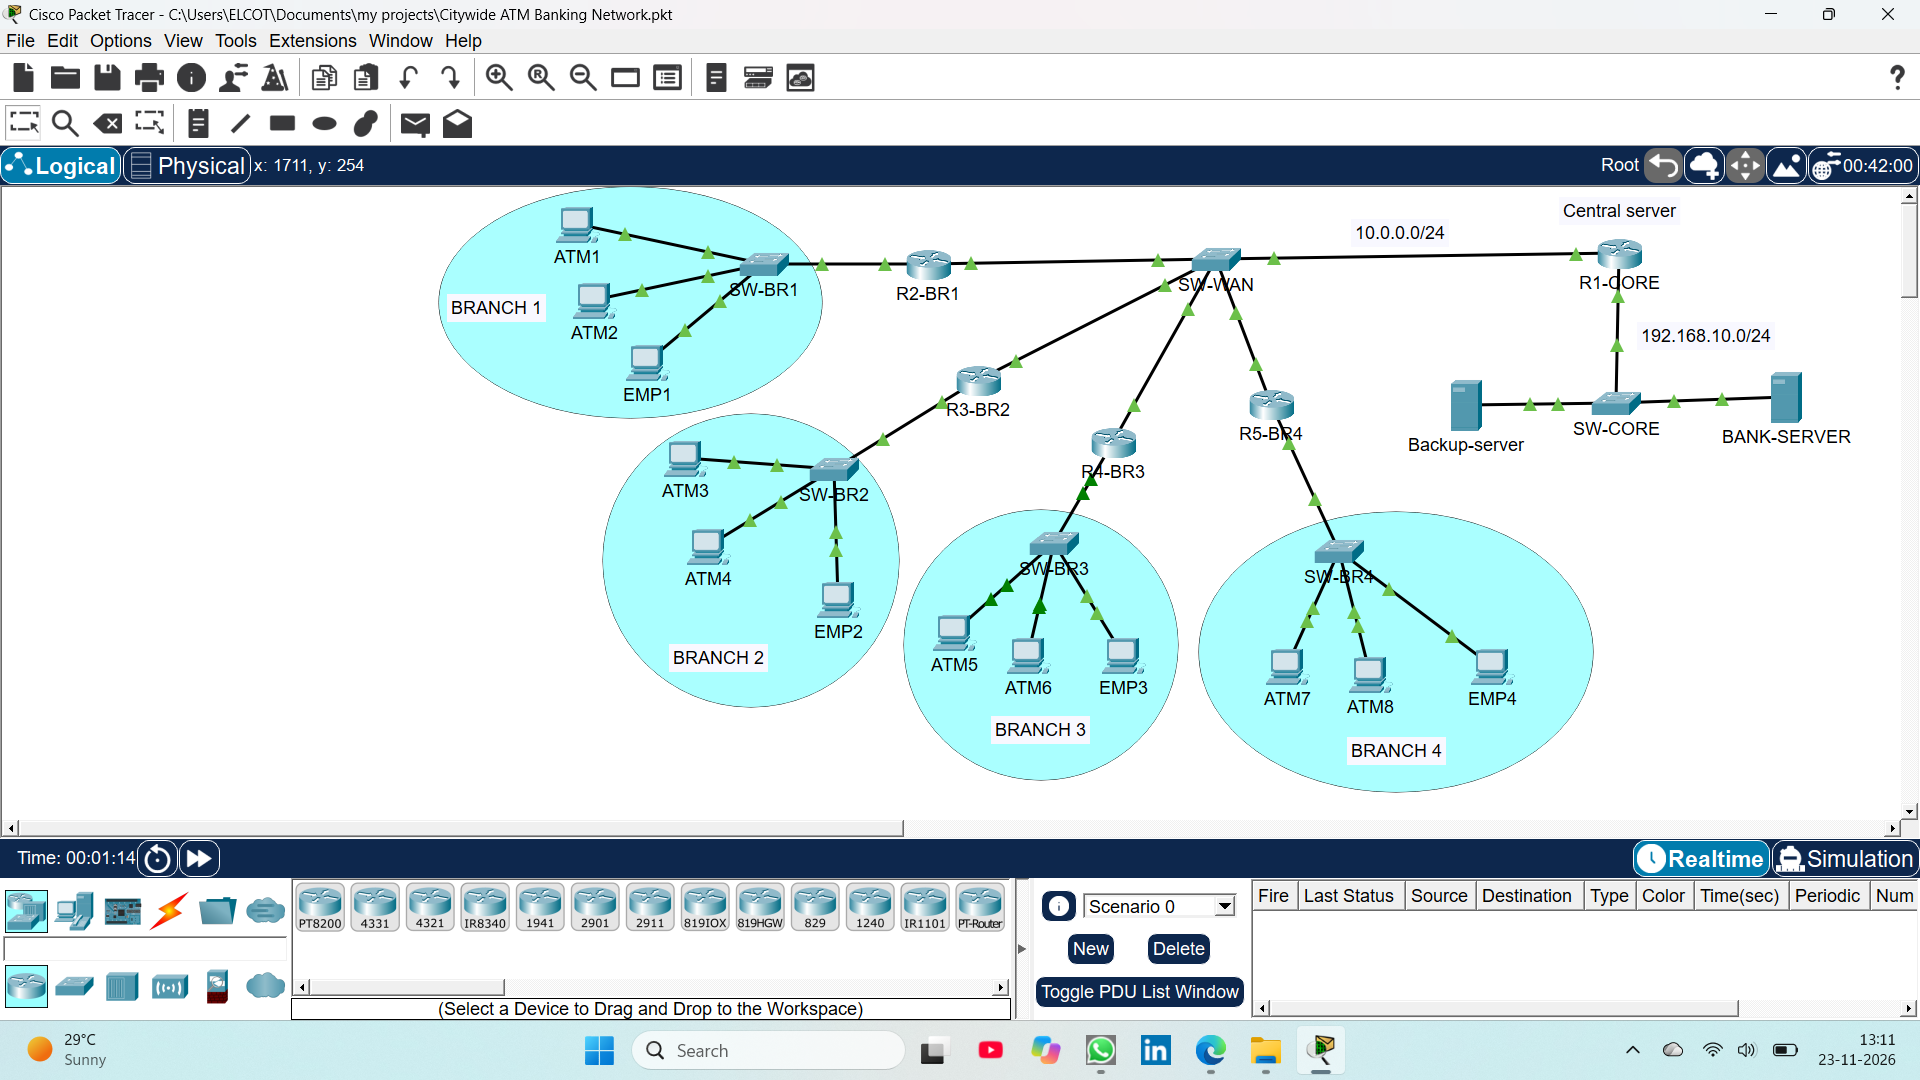 Cisco Packet Tracer - C:\Users\ELCOT\Documents\my projects\Citywide ATM Banking Network.pkt
File Edit Options View Tools Extensions Window Help
?
Logical Physical x: 1711, y: 254 Root 00:42:00
Central server
10.0.0.0/24
ATM1
R1-CORE
SW-BR1
R2-BR1
SW-WAN
BRANCH 1
ATM2
192.168.10.0/24
EMP1
R3-BR2
R5-BR4
SW-CORE
BANK-SERVER
Backup-server
R4-BR3
ATM3
SW-BR2
ATM4
SW-BR3
SW-BR4
EMP2
BRANCH 2
ATM5
ATM6
EMP3
ATM7
ATM8
EMP4
BRANCH 3
BRANCH 4
Time: 00:01:14 Realtime Simulation
PT8200 4331 4321 IR8340 1941 2901 2911 819IOX 819HGW 829 1240 IR1101 PT-Router
Scenario 0
Fire Last Status Source Destination Type Color Time(sec) Periodic Num
New Delete
Toggle PDU List Window
(Select a Device to Drag and Drop to the Workspace)
29°C
Sunny
Search
13:11
23-11-2026